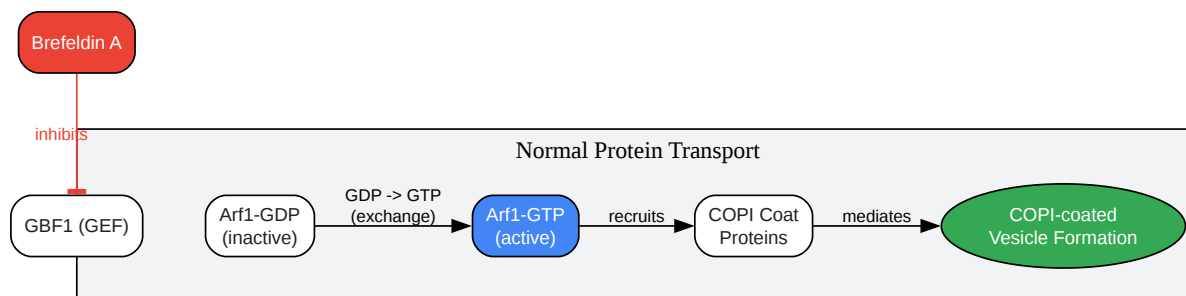 Brefeldin A
inhibits
Normal Protein Transport
GBF1 (GEF)
Arf1-GDP
(inactive)
GDP -> GTP
(exchange)
Arf1-GTP
(active)
recruits
COPI Coat
Proteins
mediates
COPI-coated
Vesicle Formation